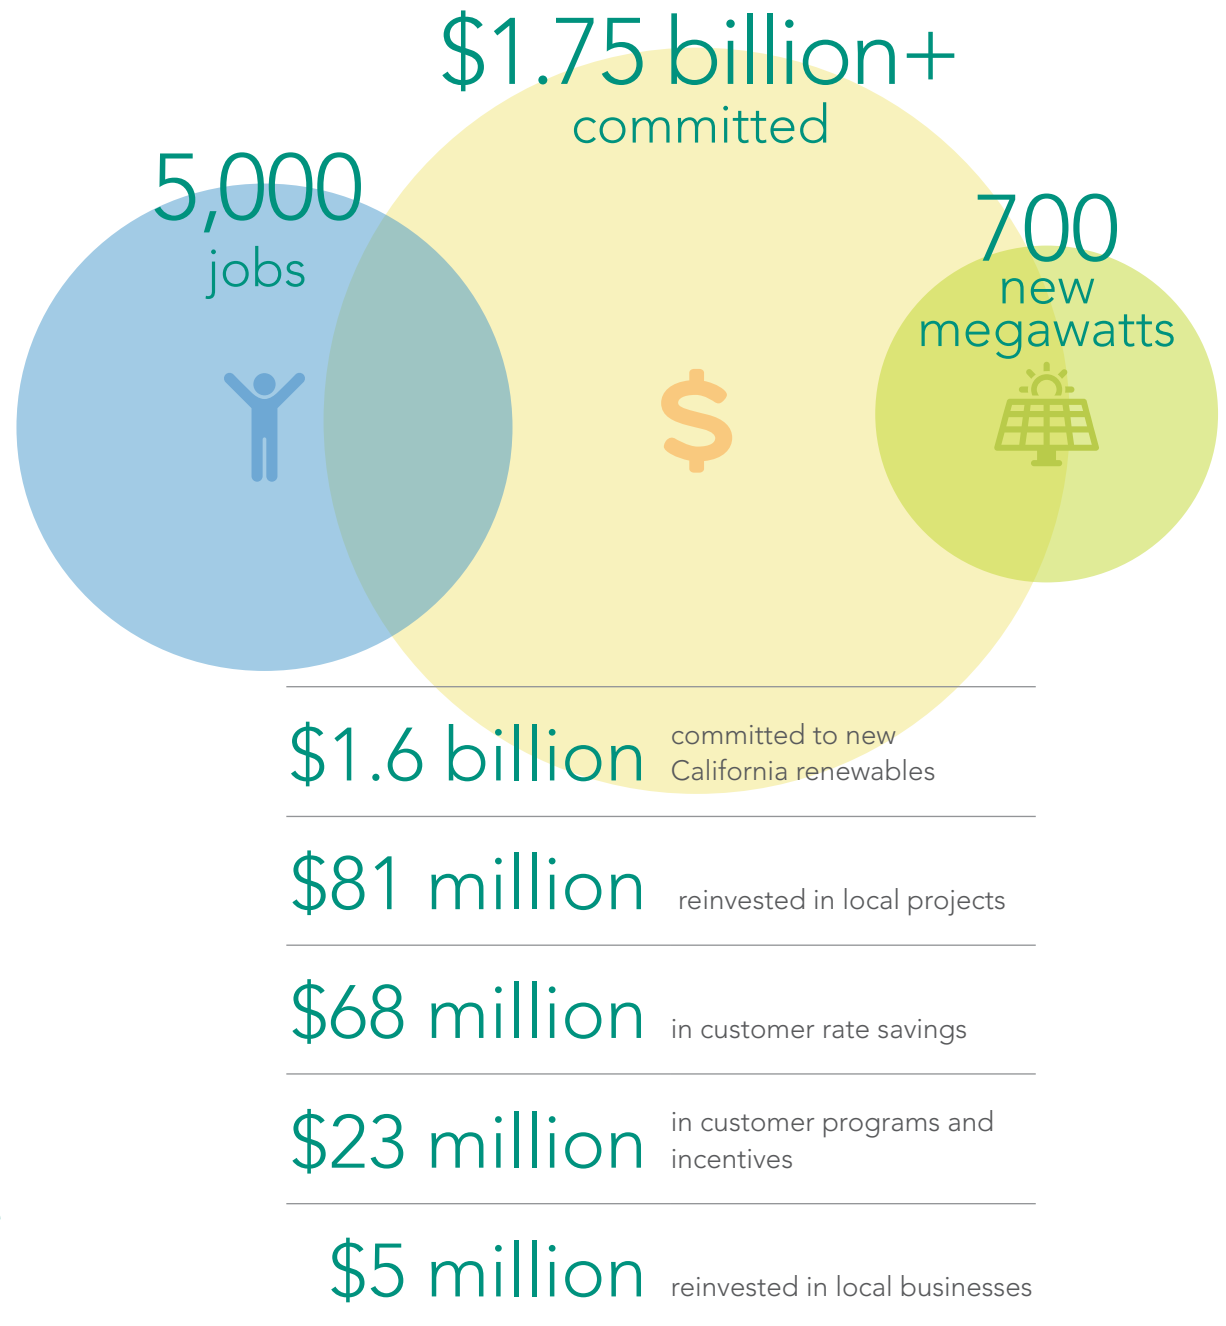 $1.75 billion+
committed
5,000
jobs
700
new
megawatts
$1.6 billion
committed to new
California renewables
$81 million
reinvested in local projects
$68 million
in customer rate savings
$23 million
in customer programs and
incentives
$5 million
reinvested in local businesses